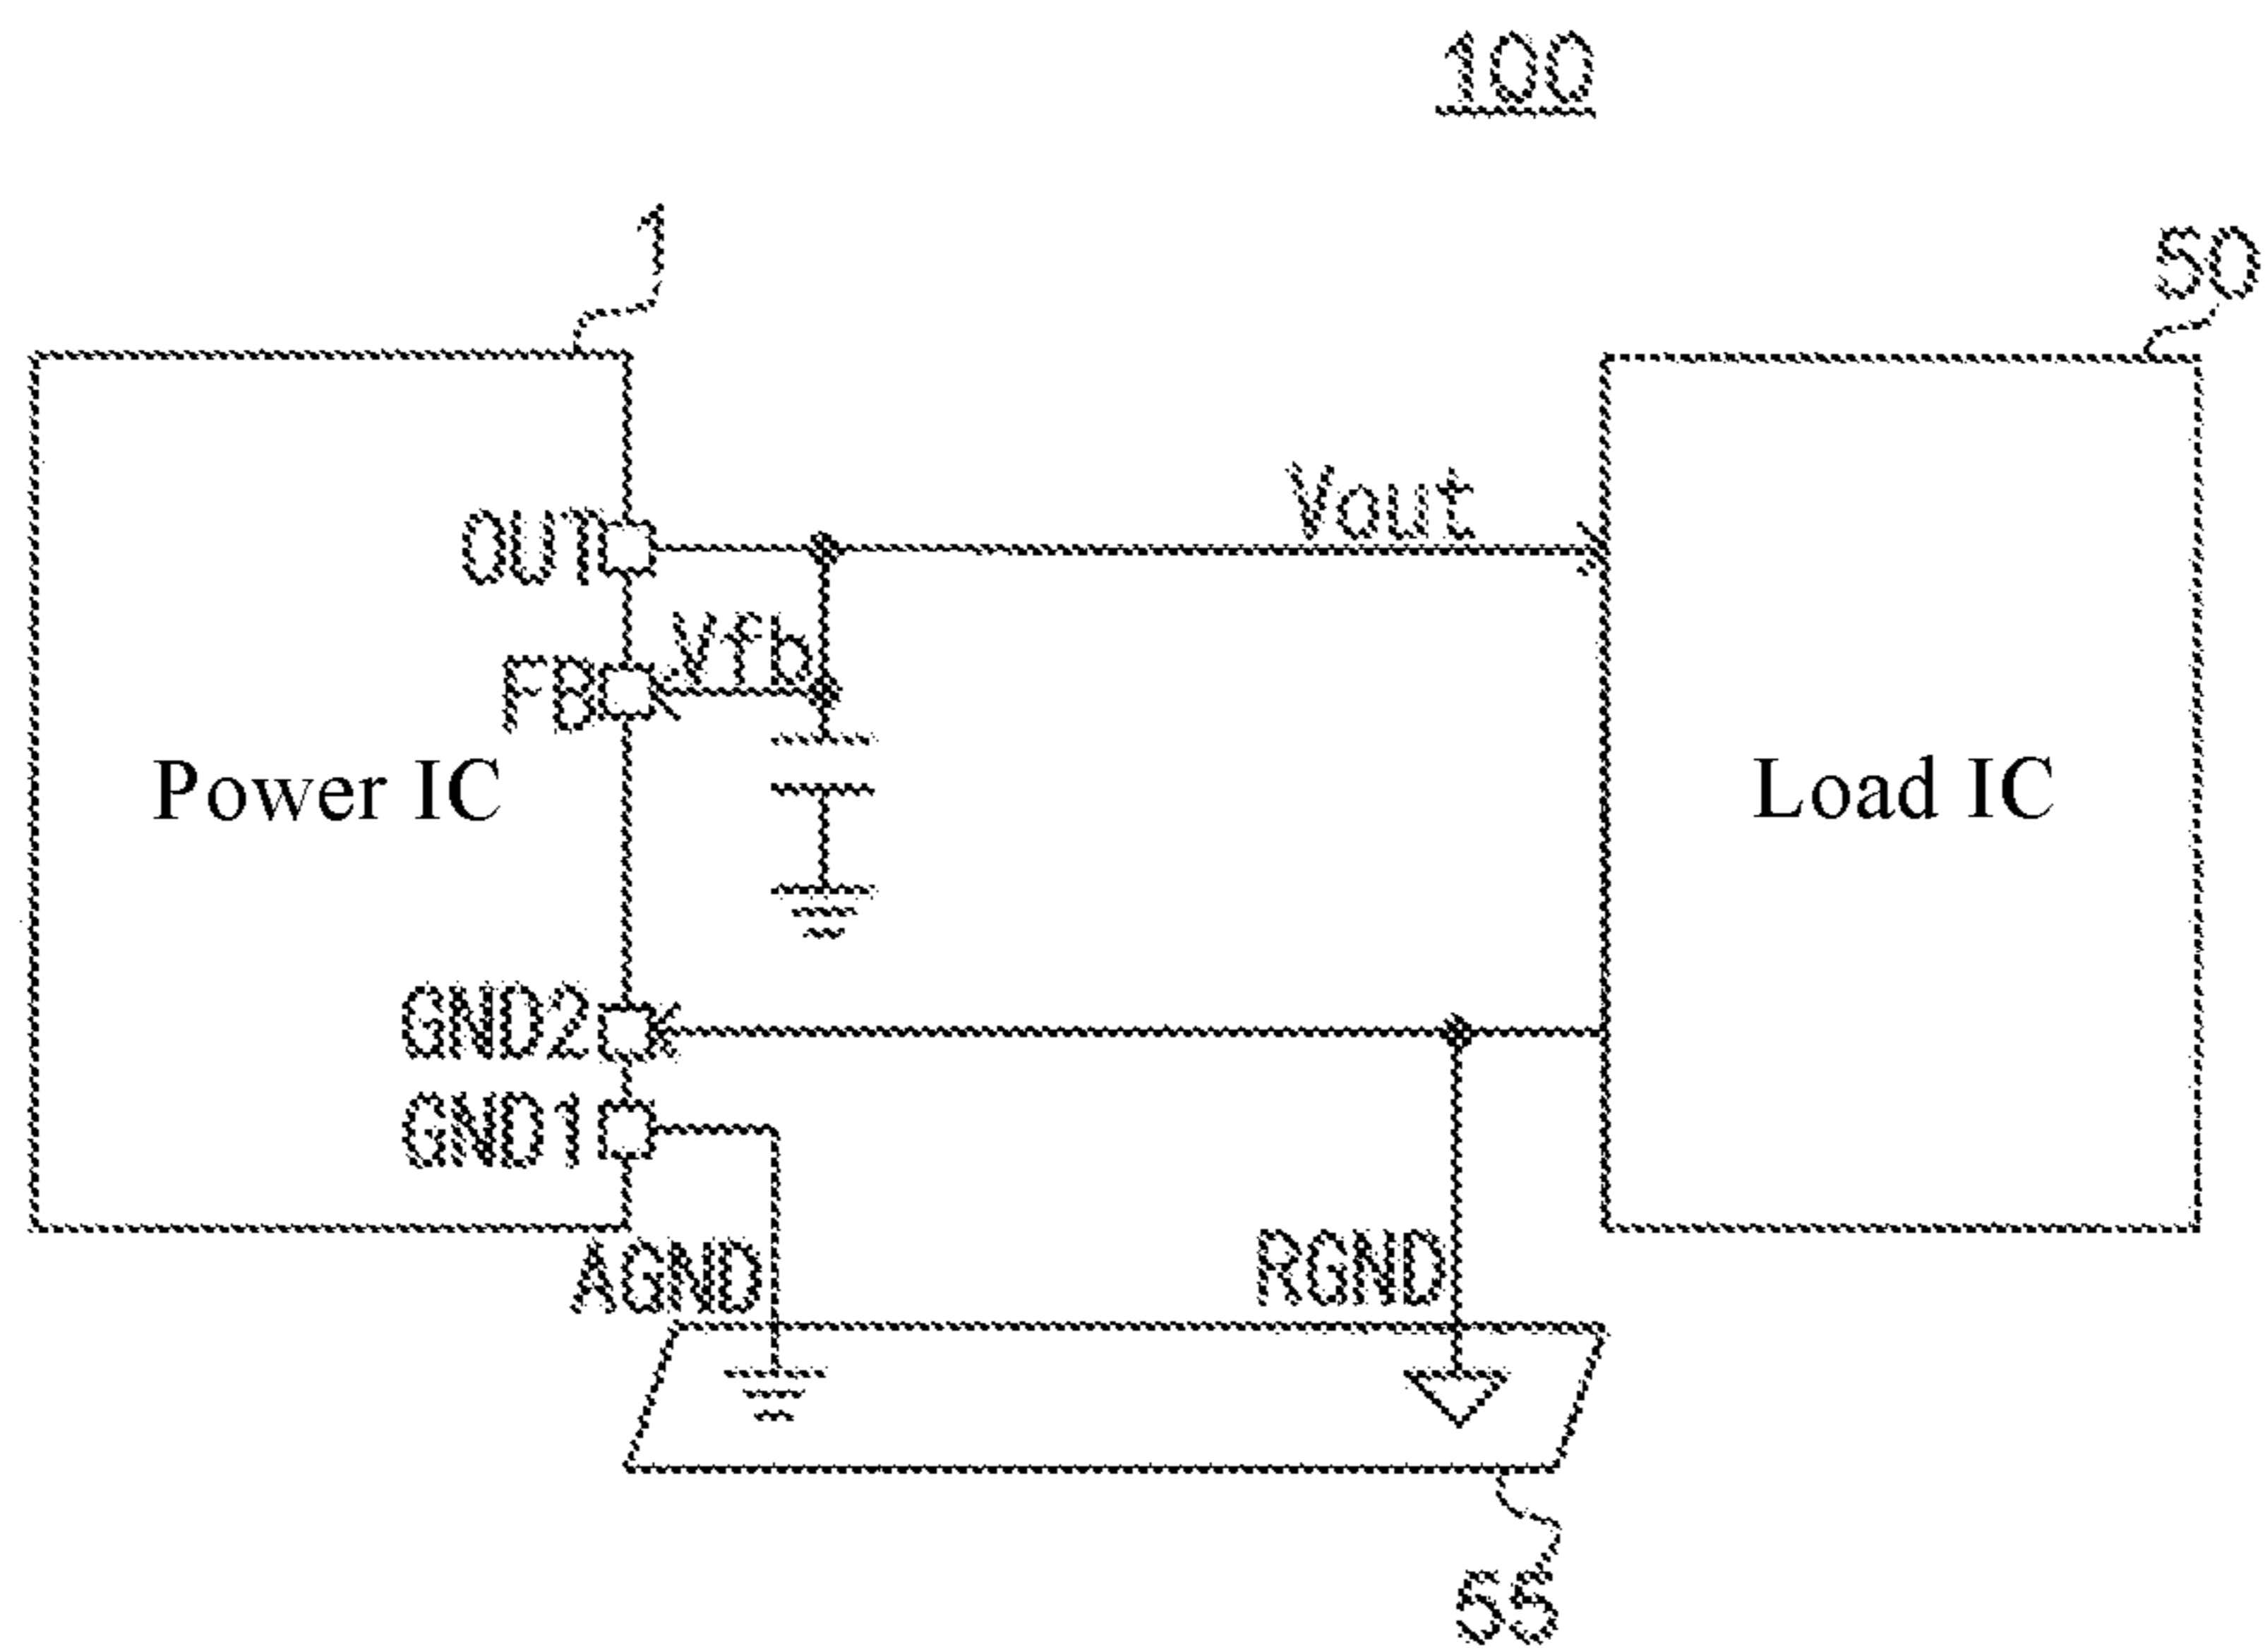 100
1
50
Vout
OUT
Vfb
FB
Power IC
Load IC
GND2
GND1
AGND
RGND
55